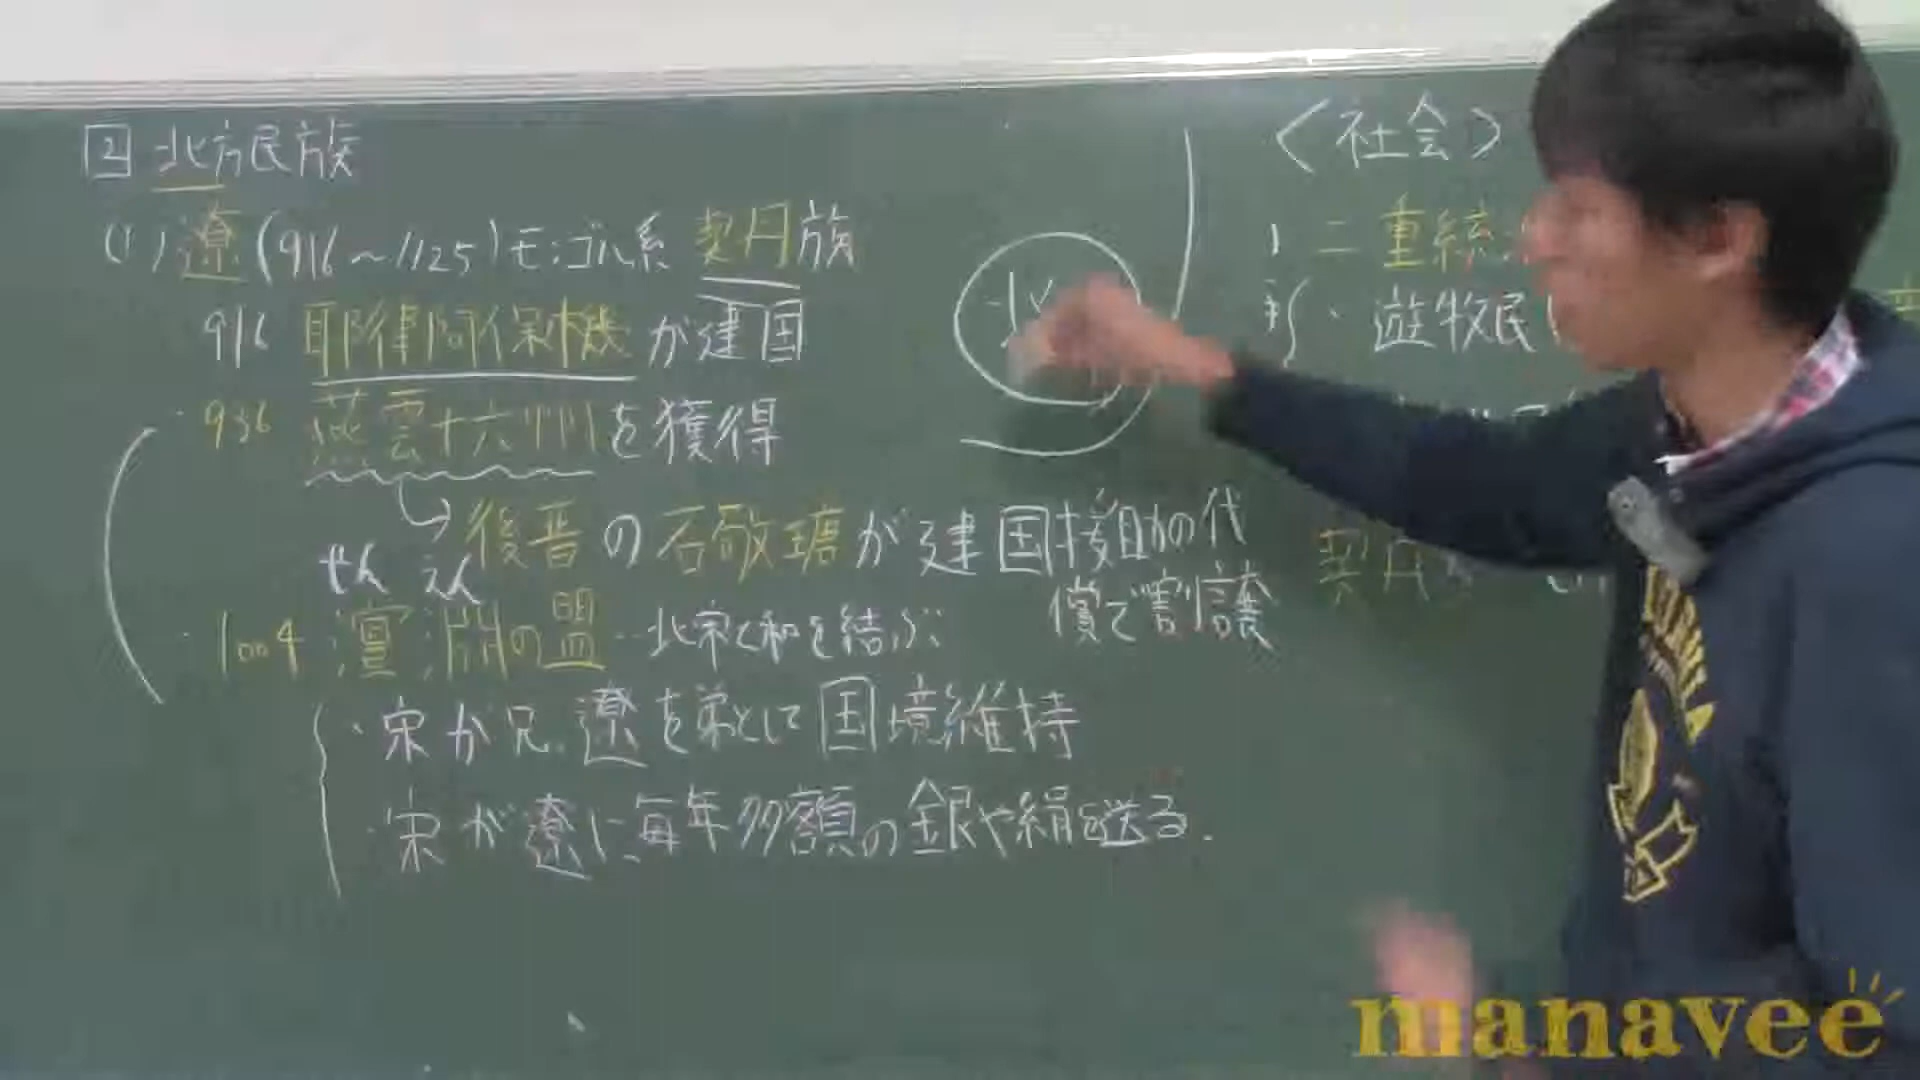 2 北方民族
(1) 遼(916～1125) モンゴル系 契丹族
916 耶律阿保機が建国
936 燕雲十六州を獲得
→後晋の石敬瑭が建国援助の代
償で割譲
せん えん
1004 澶淵の盟…北宋と和を結ぶ:
・宋が兄.遼を弟として国境維持
・宋が遼に毎年多額の銀や絹を送る.
北
<社会>
二重統
・遊牧民
契丹
manavee